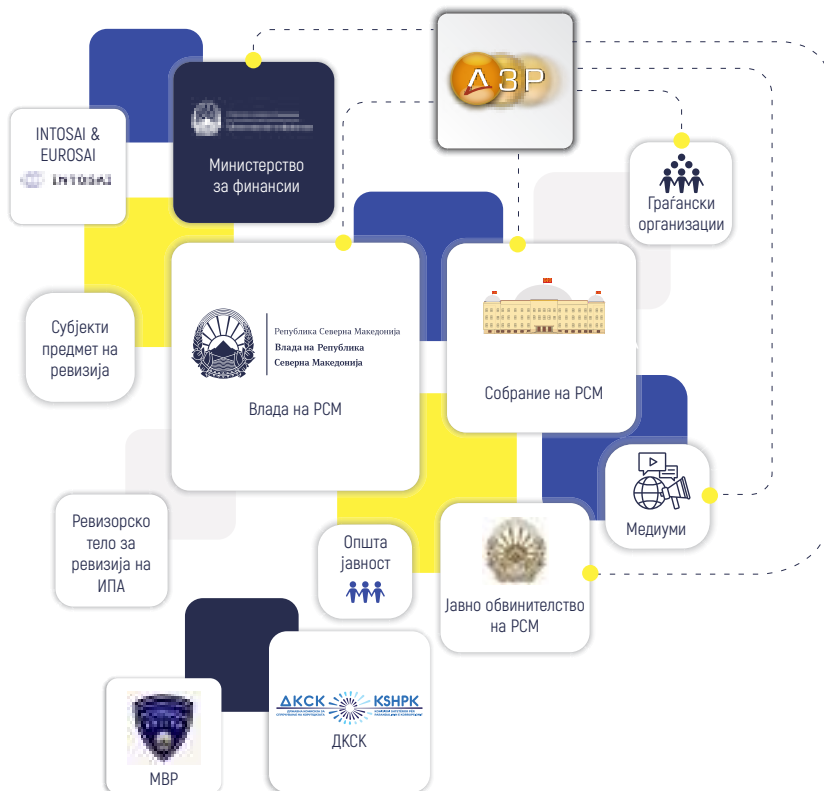 ДЗР
INTOSAI &
EUROSAI
INTOSAI
Министерство
за финансии
Граѓански
организации
Субјекти
предмет на
ревизија
Република Северна Македонија
Влада на Република
Северна Македонија
Влада на РСМ
Собрание на РСМ
Медиуми
Ревизорско
тело за
ревизија на
ИПА
Општа
јавност
Јавно обвинителство
на РСМ
ДКСК KSHPK
ДКСК
МВР